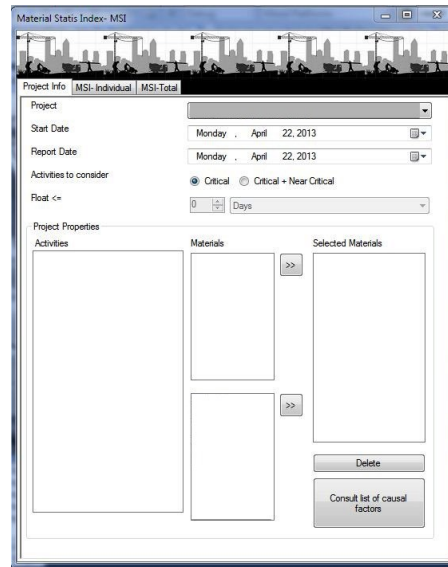 Material Statis Index- MSI
Project Info MSI- Individual MSI-Total
Project
Start Date Monday , April 22, 2013
Report Date Monday , April 22, 2013
Activities to consider Critical Critical + Near Critical
Float <= 0 Days
Project Properties
Activities Materials Selected Materials
>>
>>
Delete
Consult list of causal
factors